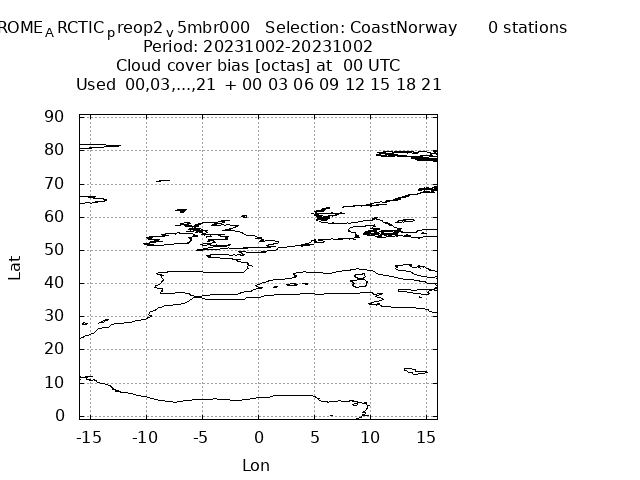 ROME A RCTIC p reop2 v 5mbr000 Selection: CoastNorway 0 stations
Period: 20231002-20231002
Cloud cover bias [octas] at 00 UTC
Used 00,03,...,21 + 00 03 06 09 12 15 18 21
90
80
70
60
50
40
30
20
10
0
Lat
-15 -10 -5 0 5 10 15
Lon